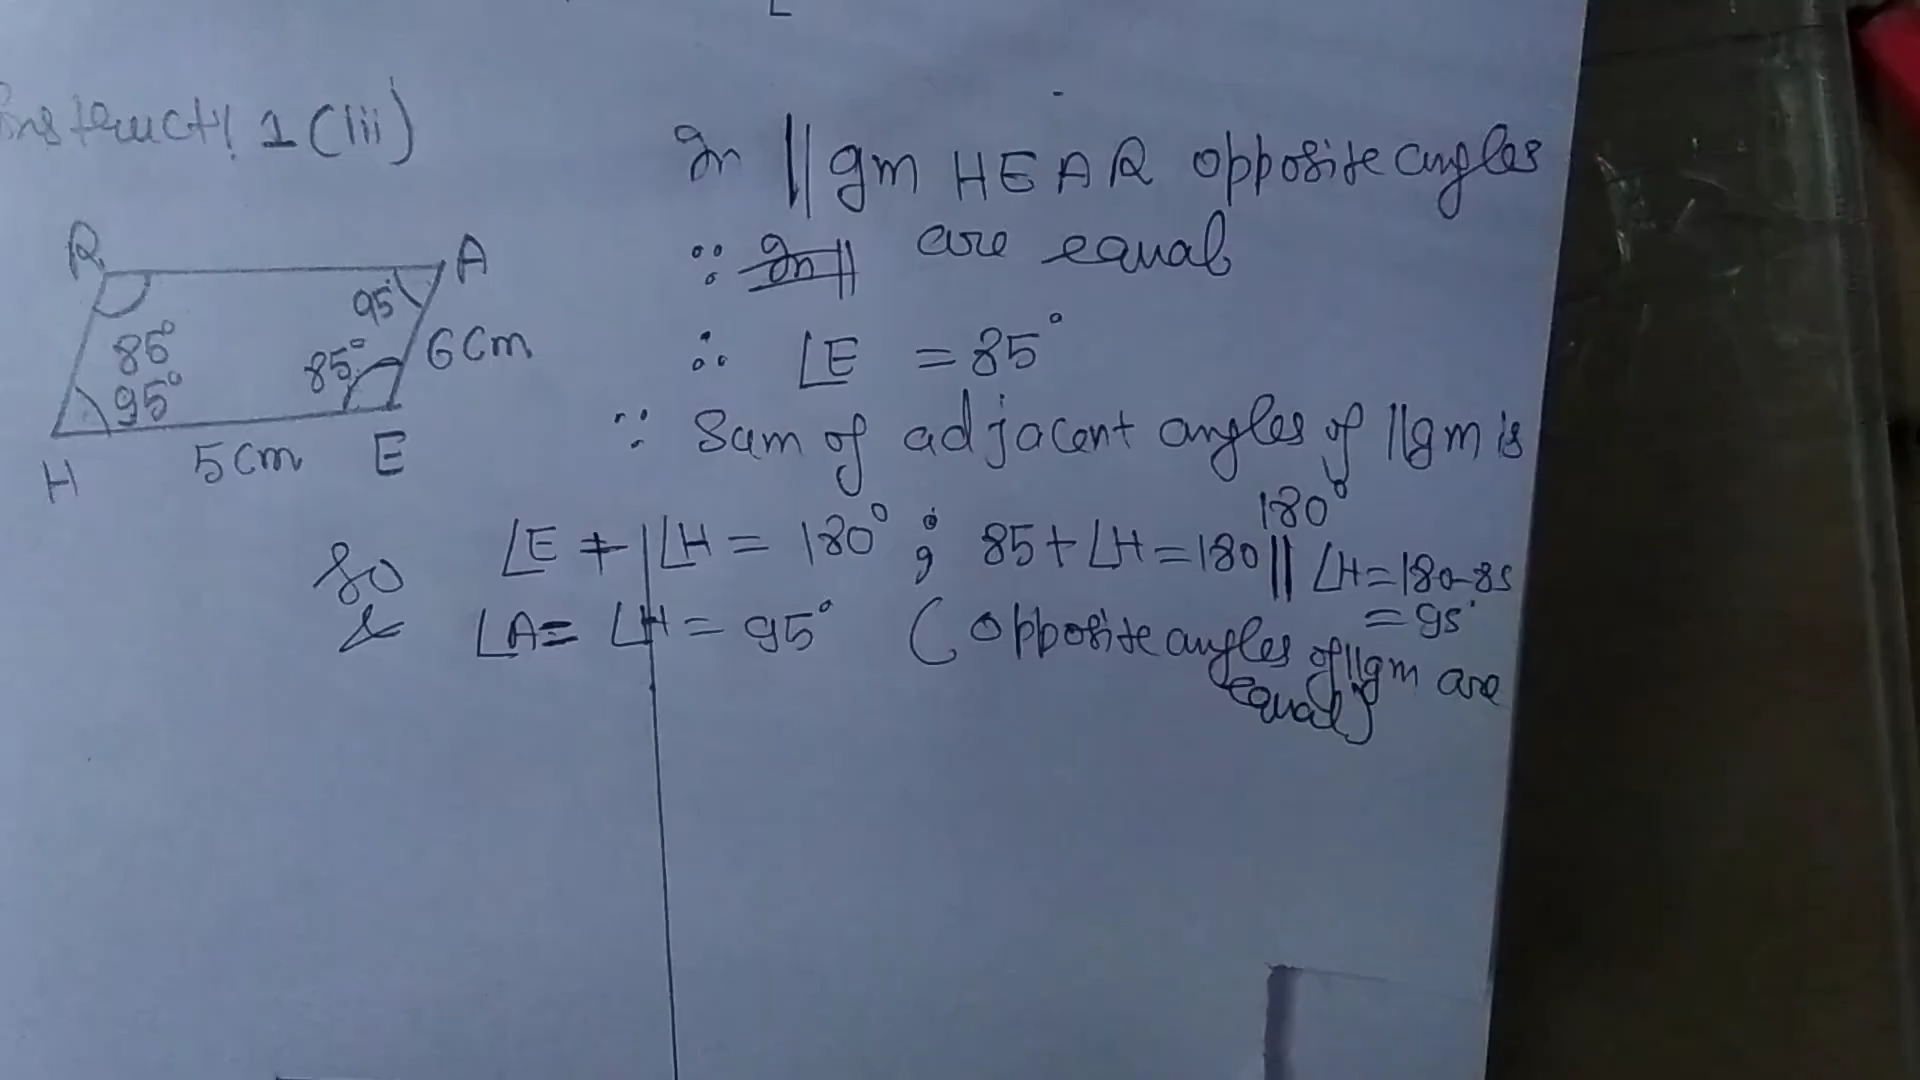 onstruct! 1 (iii)
R
A
95°
85°
85°
6 cm
95°
5 cm
E
H
In ||gm HEAR opposite angles
∵ In || are equal
∴ ∠E = 85°
∵ Sum of adjacent angles of ||gm is
180°
So ∠E + ∠H = 180° ; 85 + ∠H = 180 || ∠H = 180-85
= 95°
& ∠A = ∠H = 95° (opposite angles of ||gm are
equal)